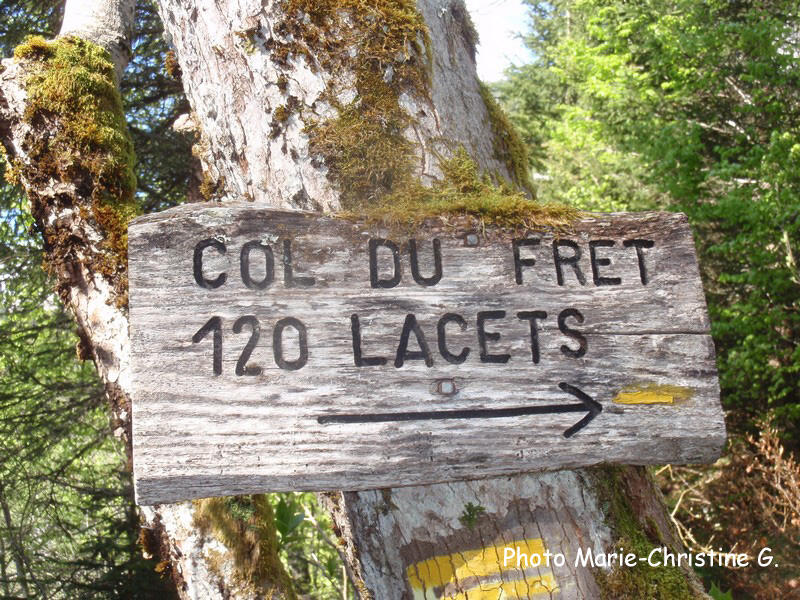 COL DU FRET
120 LACETS
Photo Marie-Christine G.